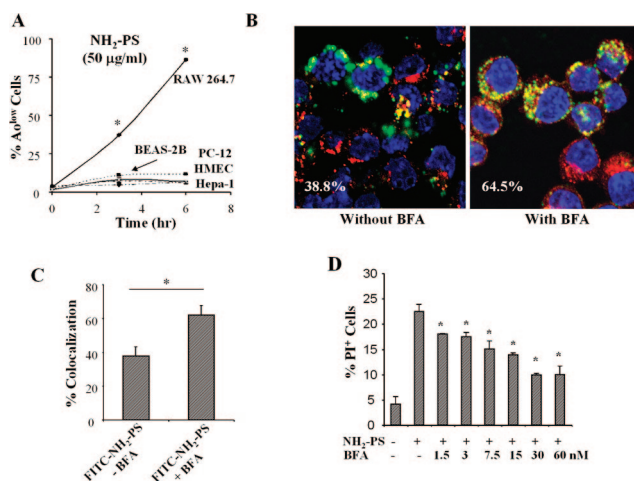 A
NH₂-PS
(50 µg/ml)
% Ao^low Cells
100
75
50
25
0
*
*
RAW 264.7
BEAS-2B
PC-12
HMEC
Hepa-1
0 2 4 6 8
Time (hr)
B
38.8%
64.5%
Without BFA
With BFA
C
% Colocalization
80
60
40
20
0
*
FITC-NH₂-PS
- BFA
FITC-NH₂-PS
+ BFA
D
% PI⁺ Cells
30
25
20
15
10
5
0
* * * * * *
NH₂-PS - + + + + + + +
BFA - - 1.5 3 7.5 15 30 60 nM